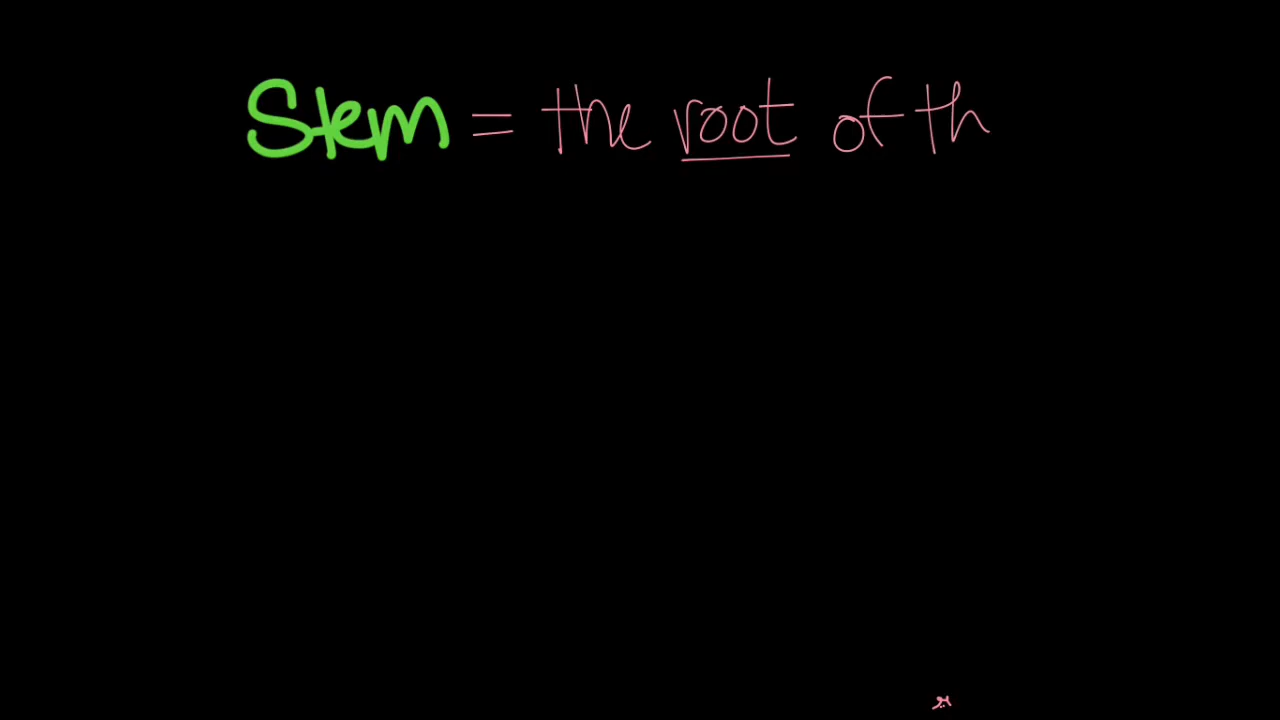 Stem = the root of th